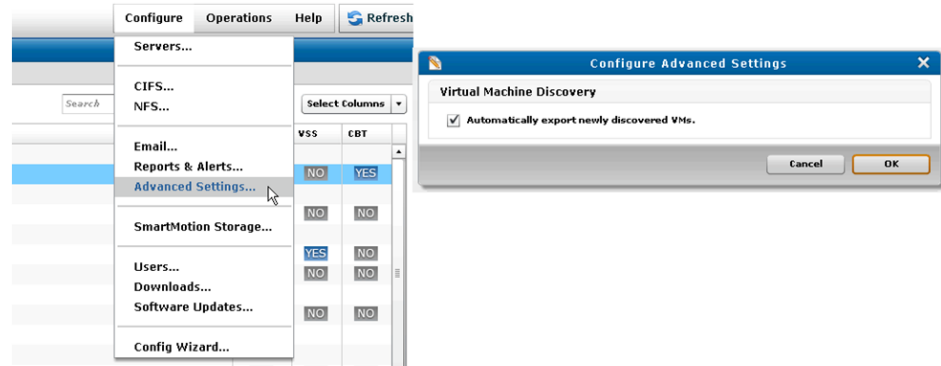 Configure Operations Help Refresh
Servers...
CIFS...
Search NFS... Select Columns
VSS CBT
Email...
Reports & Alerts... NO YES
Advanced Settings...
NO NO
SmartMotion Storage...
YES NO
Users... NO NO
Downloads...
Software Updates... NO NO
Config Wizard...
Configure Advanced Settings
Virtual Machine Discovery
Automatically export newly discovered VMs.
Cancel OK